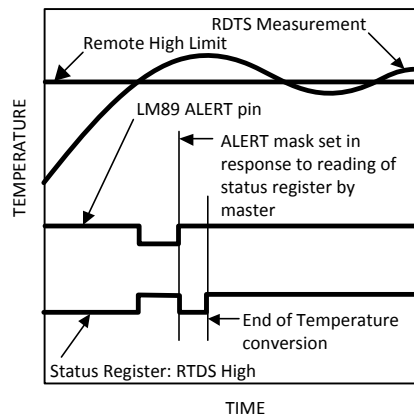 RDTS Measurement
Remote High Limit
LM89 ALERT pin
ALERT mask set in
response to reading of
status register by
master
TEMPERATURE
End of Temperature
conversion
Status Register: RTDS High
TIME